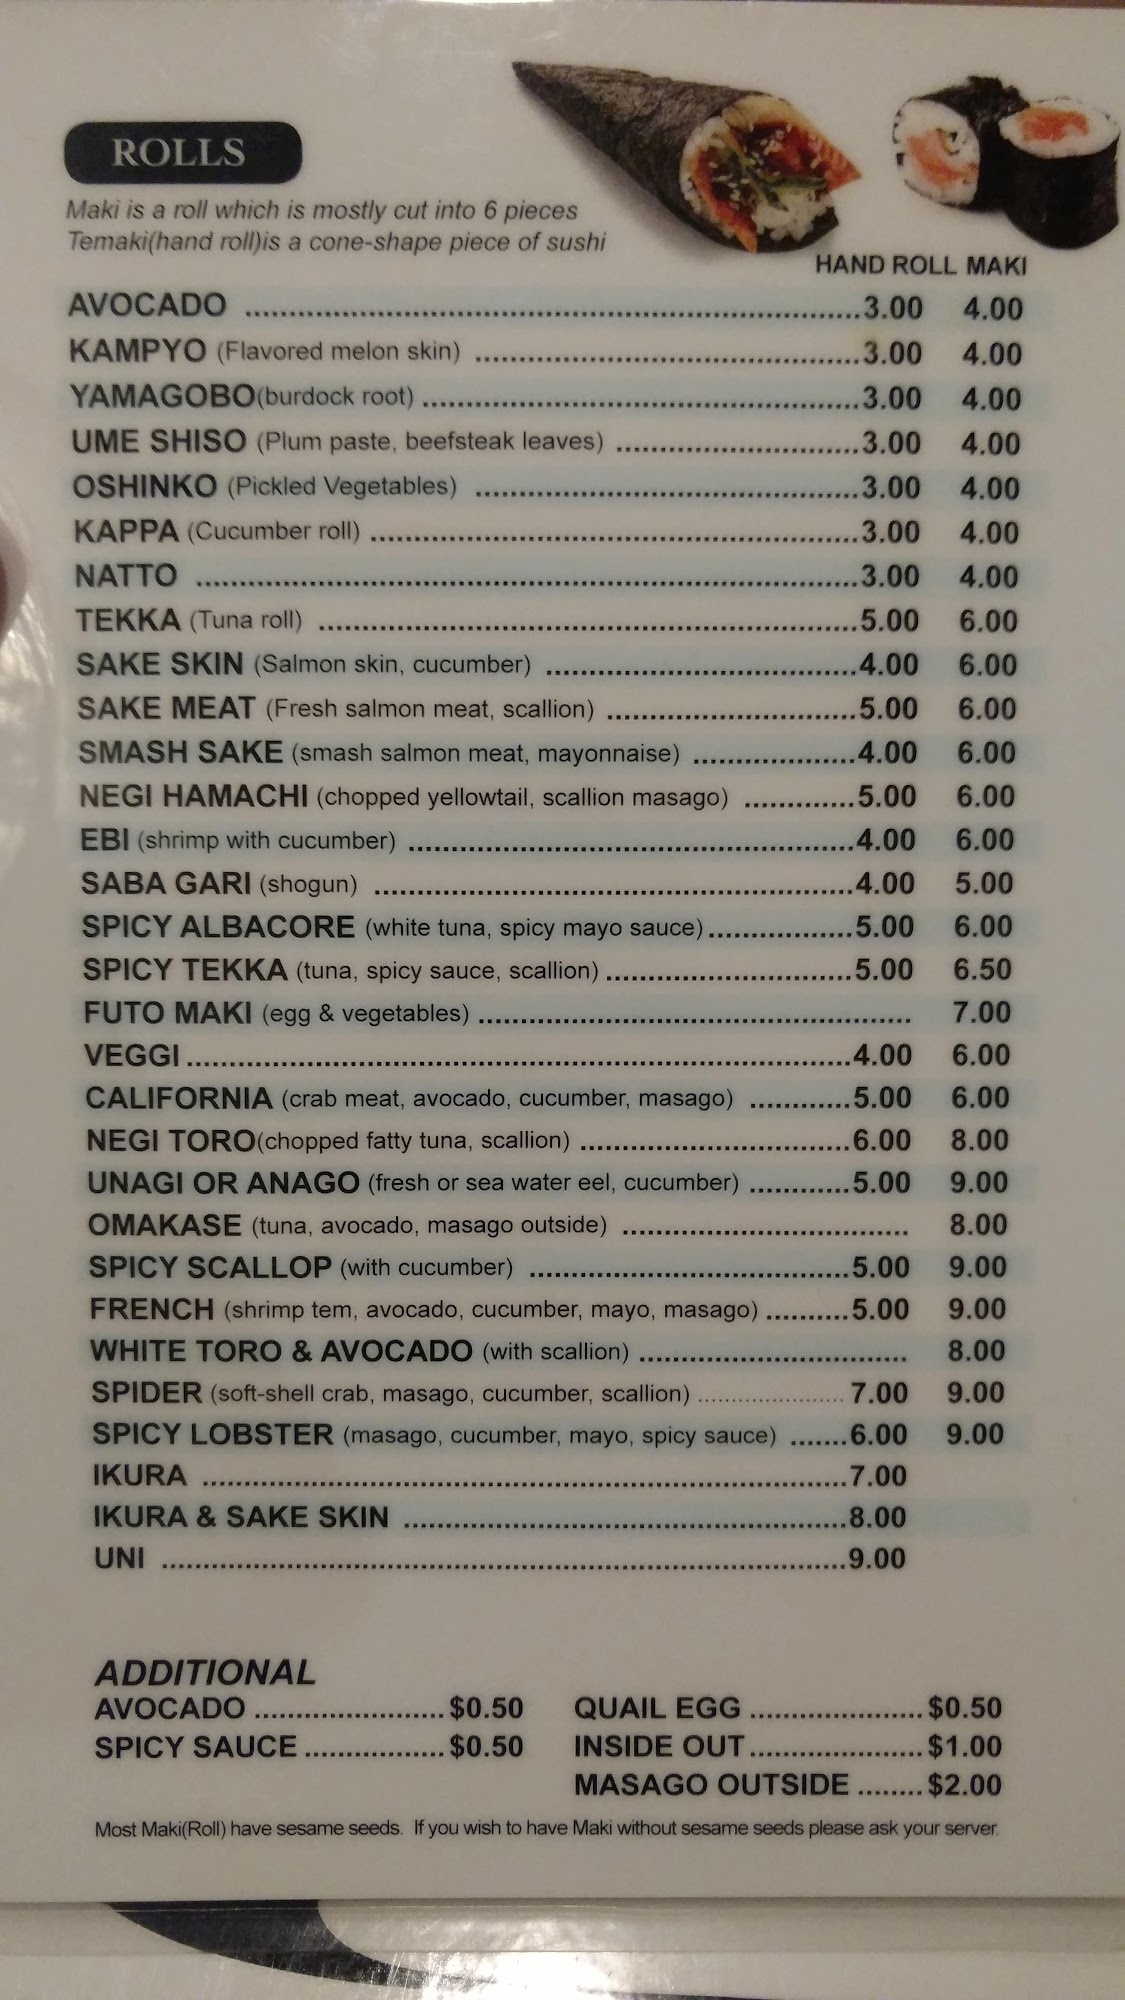 ROLLS
Maki is a roll which is mostly cut into 6 pieces
Temaki(hand roll)is a cone-shape piece of sushi
HAND ROLL MAKI
AVOCADO ........ 3.00 4.00
KAMPYO (Flavored melon skin) ........ 3.00 4.00
YAMAGOBO(burdock root) ........ 3.00 4.00
UME SHISO (Plum paste, beefsteak leaves) ........ 3.00 4.00
OSHINKO (Pickled Vegetables) ........ 3.00 4.00
KAPPA (Cucumber roll) ........ 3.00 4.00
NATTO ........ 3.00 4.00
TEKKA (Tuna roll) ........ 5.00 6.00
SAKE SKIN (Salmon skin, cucumber) ........ 4.00 6.00
SAKE MEAT (Fresh salmon meat, scallion) ........ 5.00 6.00
SMASH SAKE (smash salmon meat, mayonnaise) ........ 4.00 6.00
NEGI HAMACHI (chopped yellowtail, scallion masago) ........ 5.00 6.00
EBI (shrimp with cucumber) ........ 4.00 6.00
SABA GARI (shogun) ........ 4.00 5.00
SPICY ALBACORE (white tuna, spicy mayo sauce) ........ 5.00 6.00
SPICY TEKKA (tuna, spicy sauce, scallion) ........ 5.00 6.50
FUTO MAKI (egg & vegetables) ........ 7.00
VEGGI ........ 4.00 6.00
CALIFORNIA (crab meat, avocado, cucumber, masago) ........ 5.00 6.00
NEGI TORO(chopped fatty tuna, scallion) ........ 6.00 8.00
UNAGI OR ANAGO (fresh or sea water eel, cucumber) ........ 5.00 9.00
OMAKASE (tuna, avocado, masago outside) ........ 8.00
SPICY SCALLOP (with cucumber) ........ 5.00 9.00
FRENCH (shrimp tem, avocado, cucumber, mayo, masago) ........ 5.00 9.00
WHITE TORO & AVOCADO (with scallion) ........ 8.00
SPIDER (soft-shell crab, masago, cucumber, scallion) ........ 7.00 9.00
SPICY LOBSTER (masago, cucumber, mayo, spicy sauce) ....... 6.00 9.00
IKURA ........ 7.00
IKURA & SAKE SKIN ........ 8.00
UNI ........ 9.00
ADDITIONAL
AVOCADO ........ $0.50 QUAIL EGG ........ $0.50
SPICY SAUCE ........ $0.50 INSIDE OUT ........ $1.00
MASAGO OUTSIDE ........ $2.00
Most Maki(Roll) have sesame seeds. If you wish to have Maki without sesame seeds please ask your server.